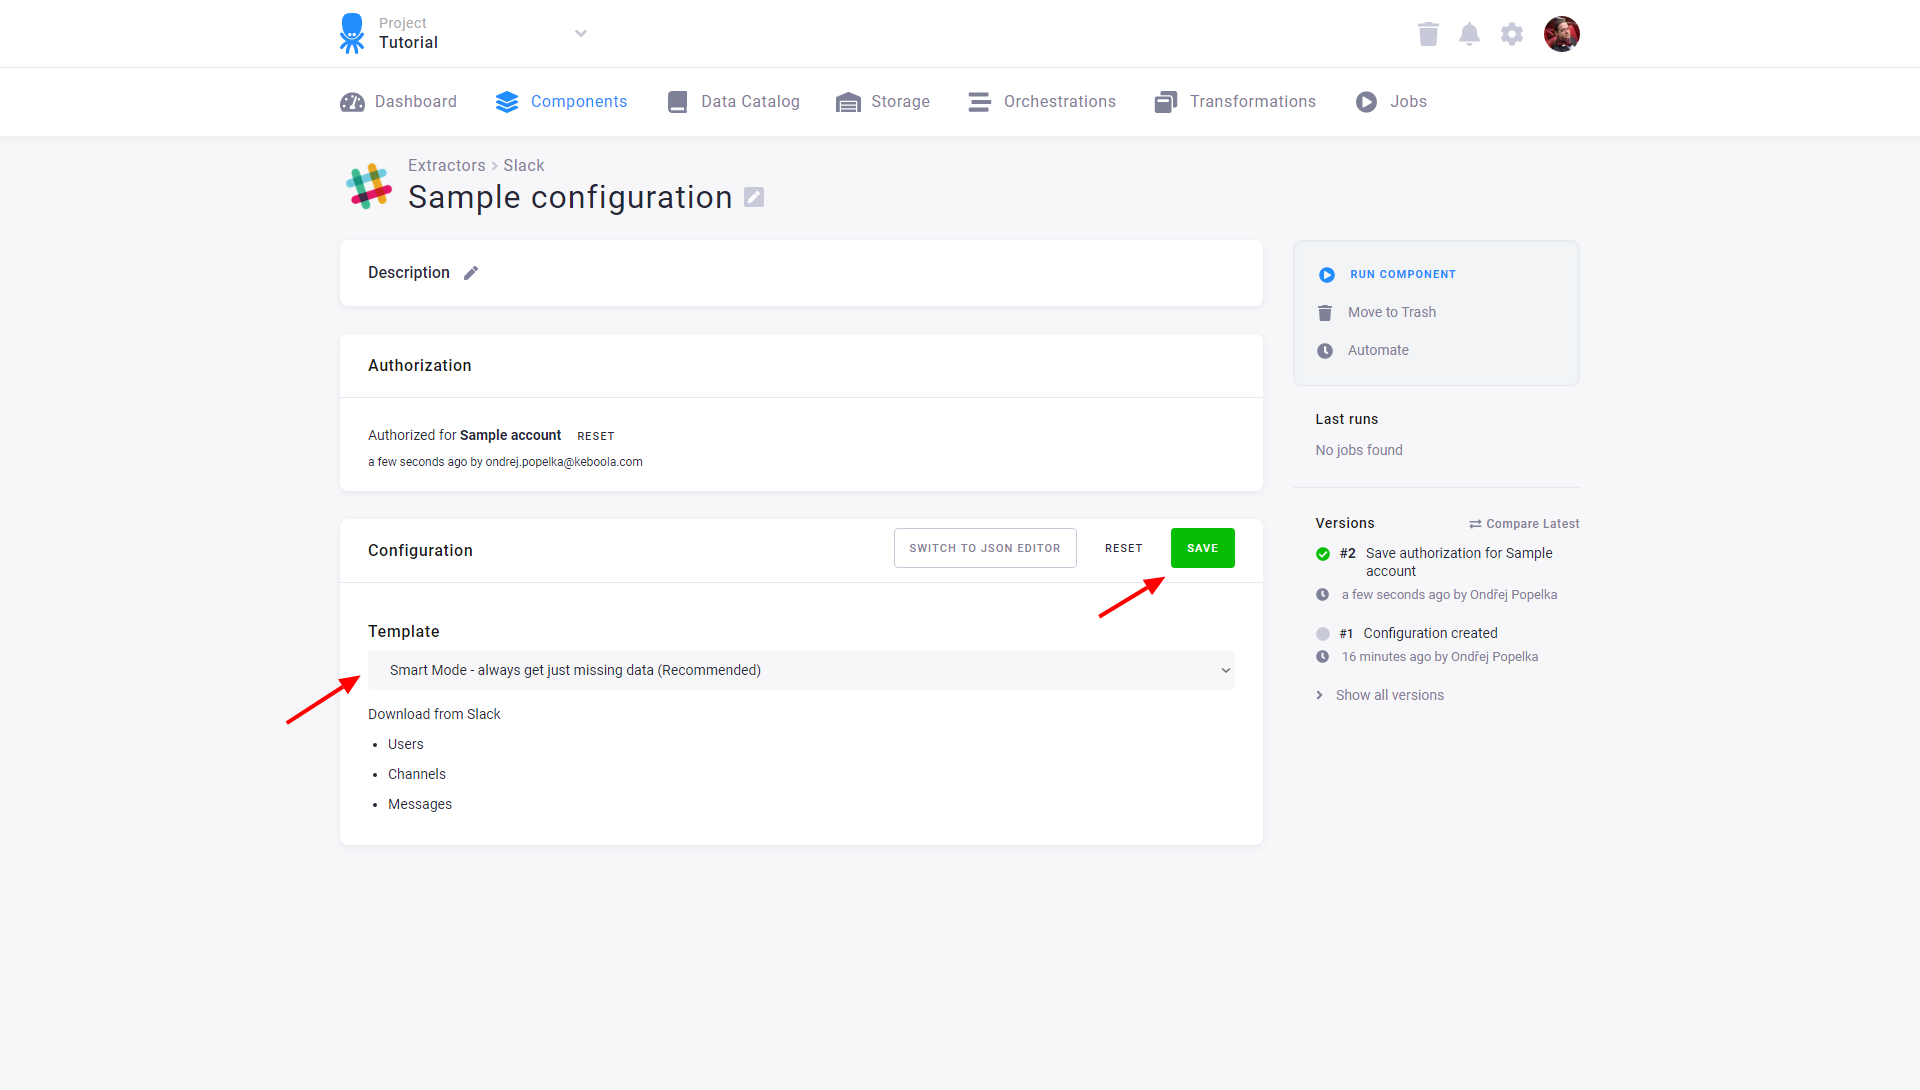 Project
Tutorial
Dashboard
Components
Data Catalog
Storage
Orchestrations
Transformations
Jobs
Extractors > Slack
Sample configuration
Description
Authorization
Authorized for Sample account RESET
a few seconds ago by ondrej.popelka@keboola.com
Configuration
SWITCH TO JSON EDITOR
RESET
SAVE
Template
Smart Mode - always get just missing data (Recommended)
Download from Slack
• Users
• Channels
• Messages
RUN COMPONENT
Move to Trash
Automate
Last runs
No jobs found
Versions
Compare Latest
#2 Save authorization for Sample
account
a few seconds ago by Ondřej Popelka
#1 Configuration created
16 minutes ago by Ondřej Popelka
Show all versions